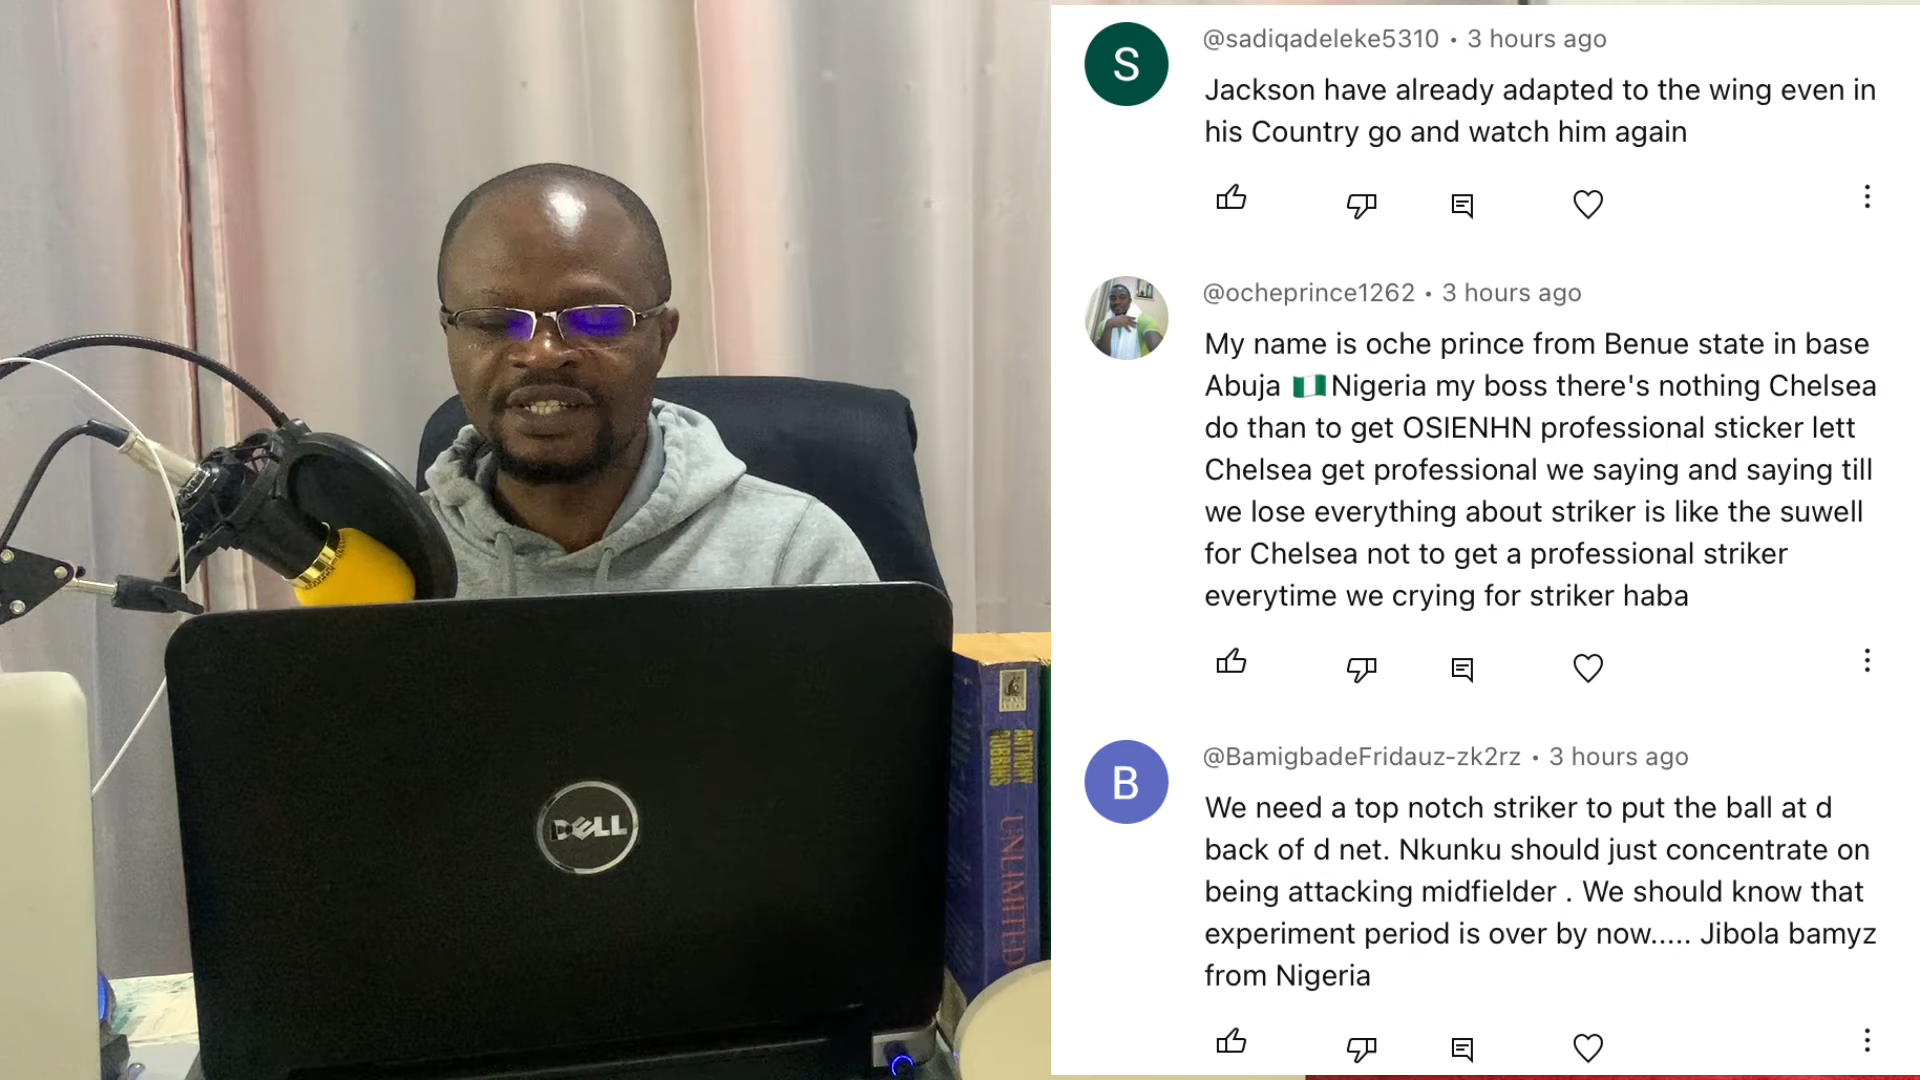 S
@sadiqadeleke5310 • 3 hours ago
Jackson have already adapted to the wing even in
his Country go and watch him again
@ocheprince1262 • 3 hours ago
My name is oche prince from Benue state in base
Abuja 🇳🇬Nigeria my boss there's nothing Chelsea
do than to get OSIENHN professional sticker lett
Chelsea get professional we saying and saying till
we lose everything about striker is like the suwell
for Chelsea not to get a professional striker
everytime we crying for striker haba
B
@BamigbadeFridauz-zk2rz • 3 hours ago
We need a top notch striker to put the ball at d
back of d net. Nkunku should just concentrate on
being attacking midfielder . We should know that
experiment period is over by now..... Jibola bamyz
from Nigeria
DELL
ANTHONY
ROBBINS
UNLIMITED